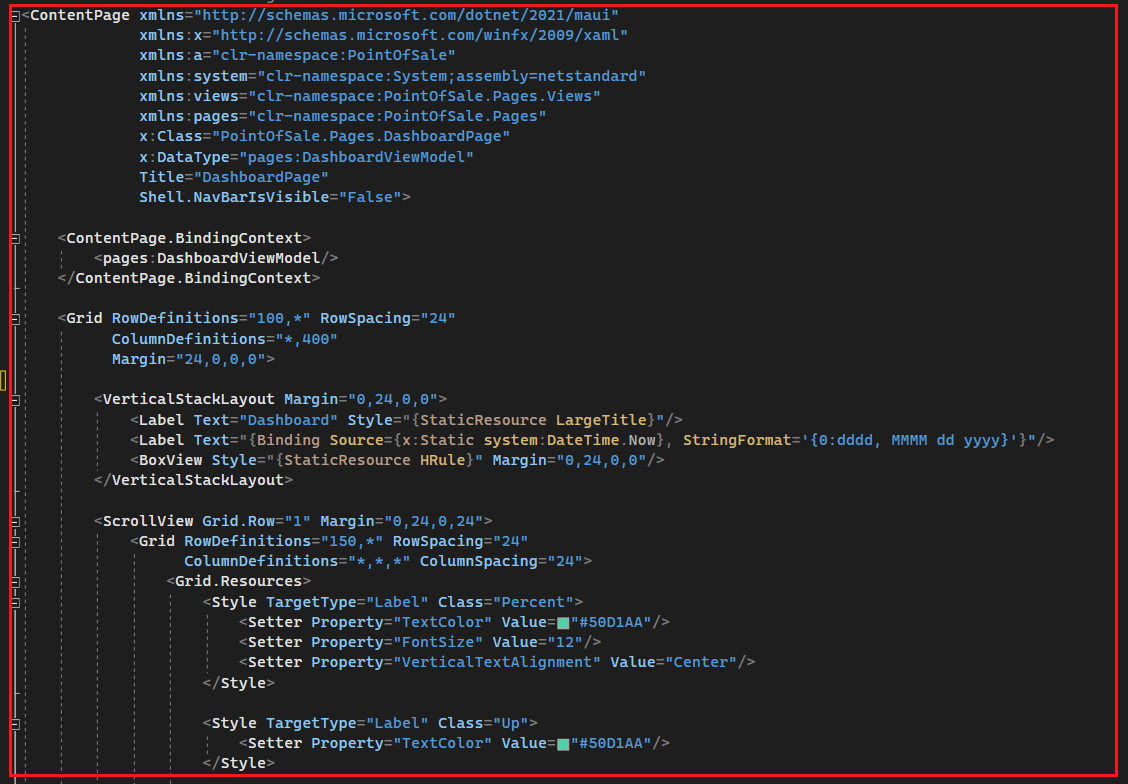 <ContentPage xmlns="http://schemas.microsoft.com/dotnet/2021/maui"
xmlns:x="http://schemas.microsoft.com/winfx/2009/xaml"
xmlns:a="clr-namespace:PointOfSale"
xmlns:system="clr-namespace:System;assembly=netstandard"
xmlns:views="clr-namespace:PointOfSale.Pages.Views"
xmlns:pages="clr-namespace:PointOfSale.Pages"
x:Class="PointOfSale.Pages.DashboardPage"
x:DataType="pages:DashboardViewModel"
Title="DashboardPage"
Shell.NavBarIsVisible="False">
<ContentPage.BindingContext>
<pages:DashboardViewModel/>
</ContentPage.BindingContext>
<Grid RowDefinitions="100,*" RowSpacing="24"
ColumnDefinitions="*,400"
Margin="24,0,0,0">
<VerticalStackLayout Margin="0,24,0,0">
<Label Text="Dashboard" Style="{StaticResource LargeTitle}"/>
<Label Text="{Binding Source={x:Static system:DateTime.Now}, StringFormat='{0:dddd, MMMM dd yyyy}'}"/>
<BoxView Style="{StaticResource HRule}" Margin="0,24,0,0"/>
</VerticalStackLayout>
<ScrollView Grid.Row="1" Margin="0,24,0,24">
<Grid RowDefinitions="150,*" RowSpacing="24"
ColumnDefinitions="*,*,*" ColumnSpacing="24">
<Grid.Resources>
<Style TargetType="Label" Class="Percent">
<Setter Property="TextColor" Value="#50D1AA"/>
<Setter Property="FontSize" Value="12"/>
<Setter Property="VerticalTextAlignment" Value="Center"/>
</Style>
<Style TargetType="Label" Class="Up">
<Setter Property="TextColor" Value="#50D1AA"/>
</Style>